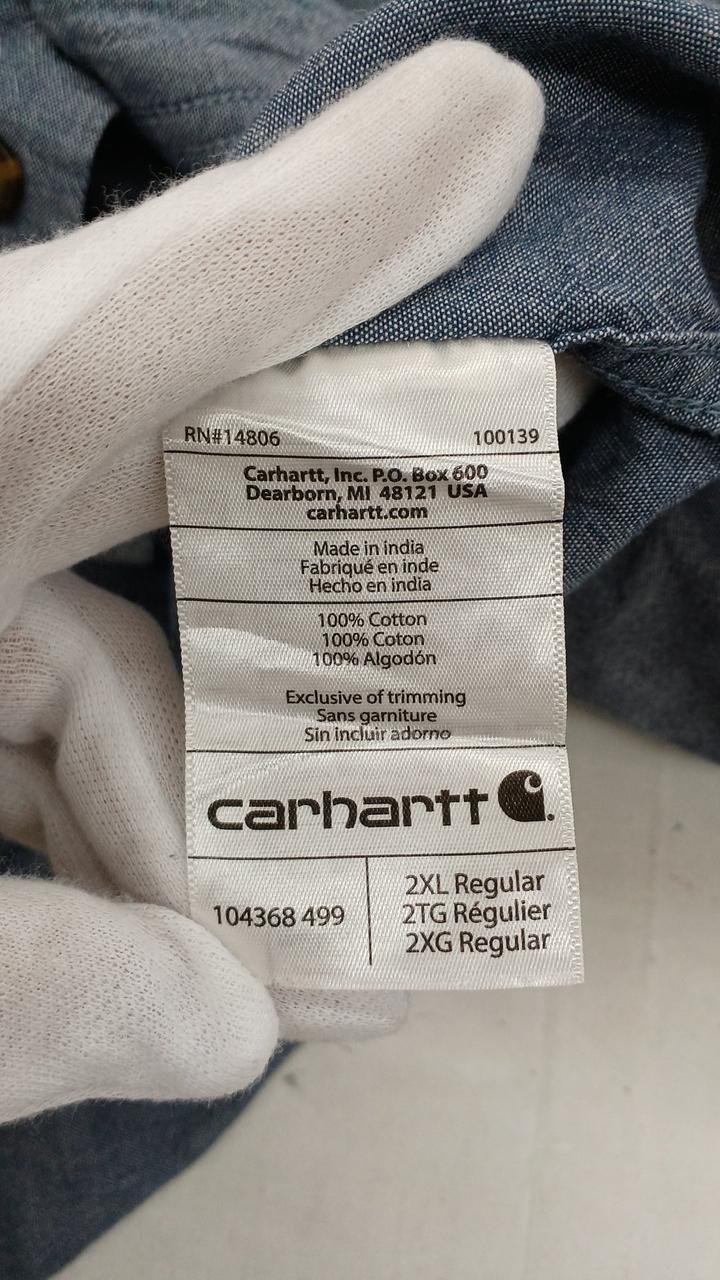 RN#14806 100139
Carhartt, Inc. P.O. Box 600
Dearborn, MI 48121 USA
carhartt.com
Made in india
Fabriqué en inde
Hecho en india
100% Cotton
100% Coton
100% Algodón
Exclusive of trimming
Sans garniture
Sin incluir adorno
carhartt
104368 499
2XL Regular
2TG Régulier
2XG Regular